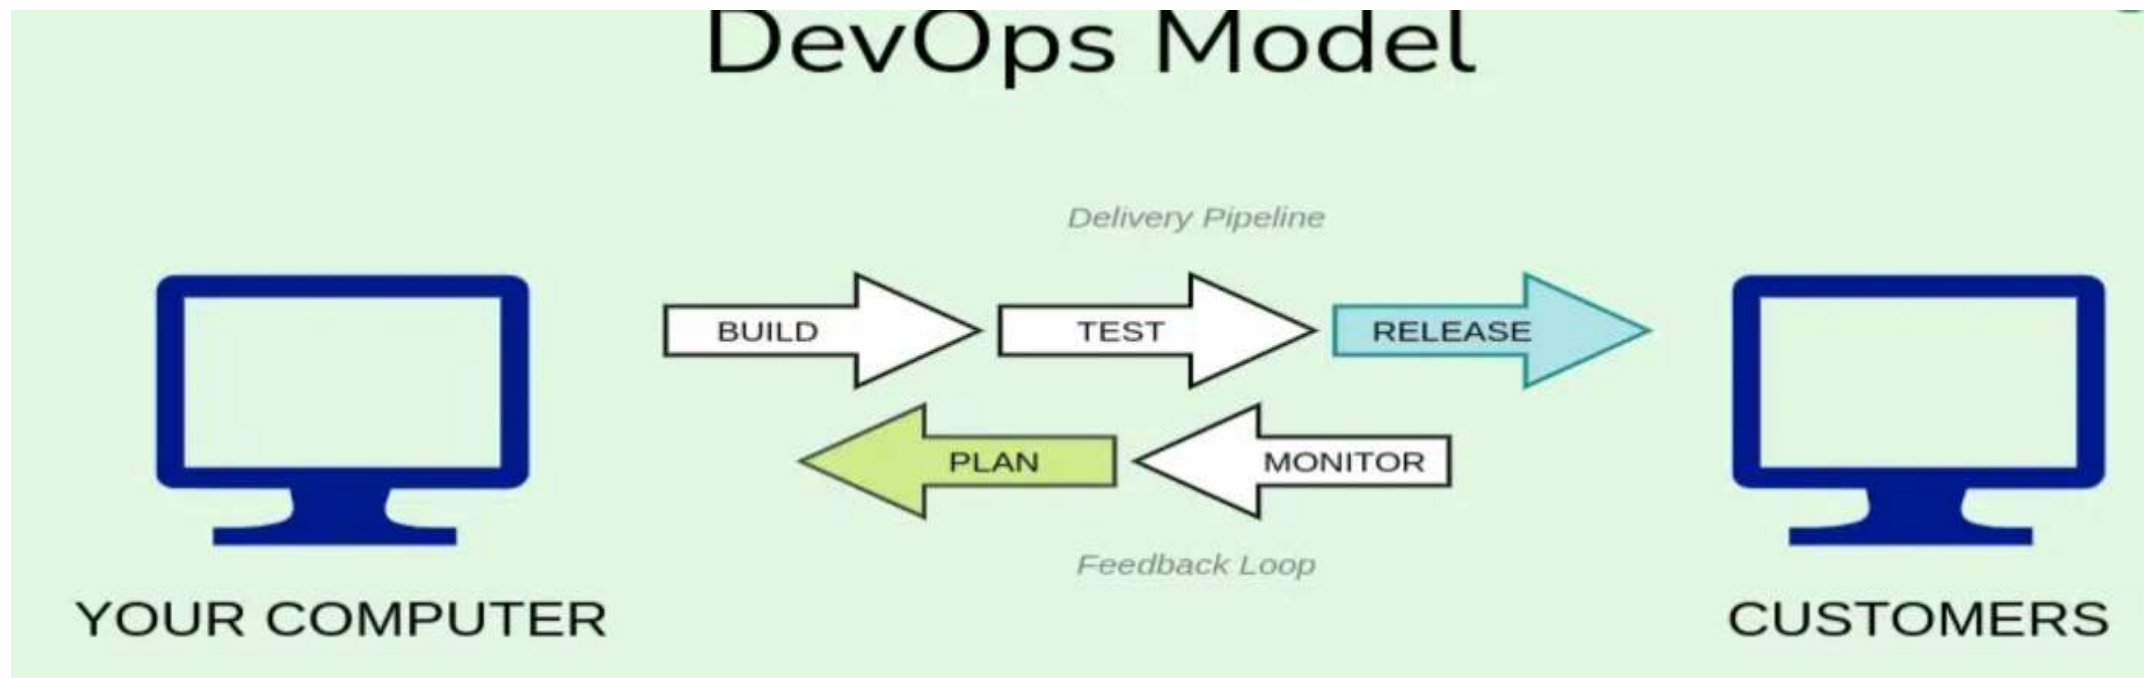 DevOps Model
Delivery Pipeline
BUILD
TEST
RELEASE
PLAN
MONITOR
Feedback Loop
YOUR COMPUTER
CUSTOMERS